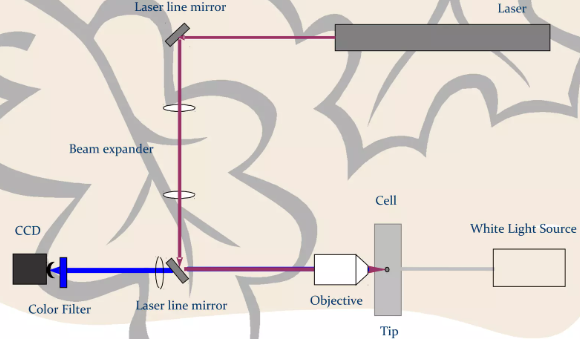 Laser line mirror
Laser
Beam expander
Cell
CCD
White Light Source
Color Filter
Laser line mirror
Objective
Tip